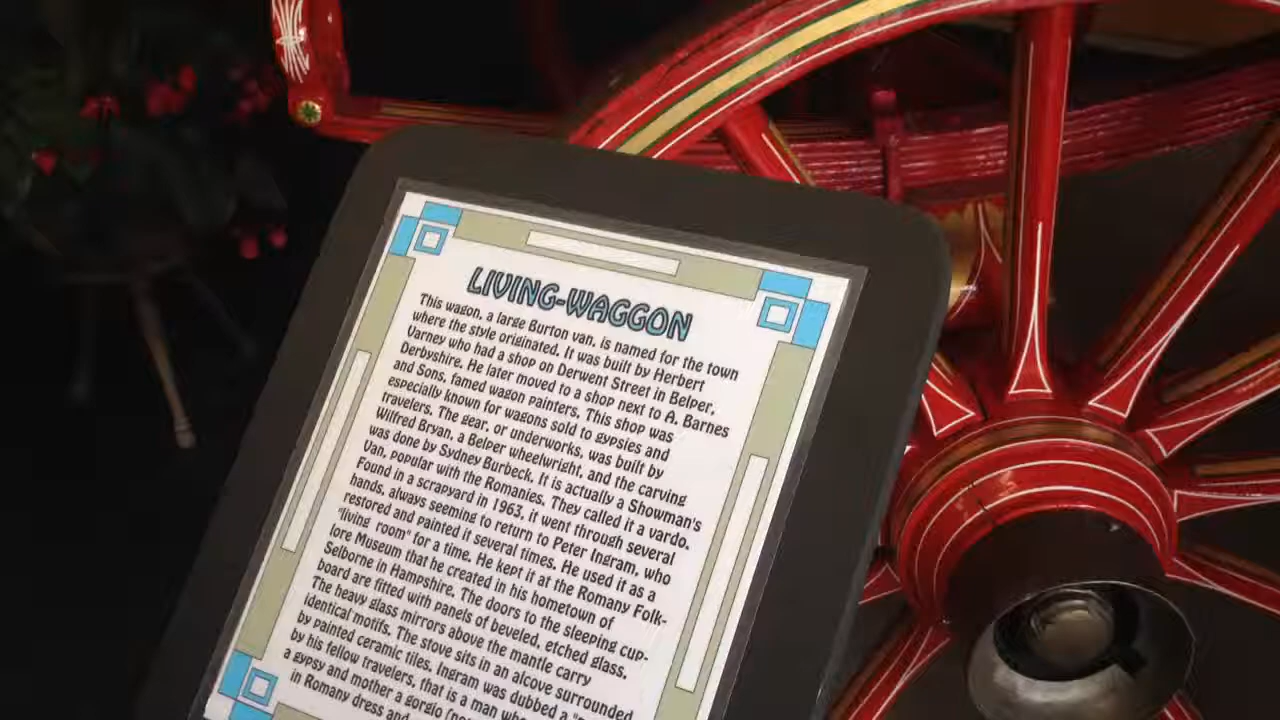 LIVING-WAGGON
This wagon, a large Burton van, is named for the town
where the style originated. It was built by Herbert
Varney who had a shop on Derwent Street in Belper,
Derbyshire. He later moved to a shop next to A. Barnes
and Sons, famed wagon painters. This shop was
especially known for wagons sold to gypsies and
travelers. The gear, or underworks, was built by
Wilfred Bryan, a Belper wheelwright, and the carving
was done by Sydney Burbeck. It is actually a Showman's
Van, popular with the Romanies. They called it a vardo.
Found in a scrapyard in 1963, it went through several
hands, always seeming to return to Peter Ingram, who
restored and painted it several times. He used it as a
"living room" for a time. He kept it at the Romany Folk-
lore Museum that he created in his hometown of
Selborne in Hampshire. The doors to the sleeping cup-
board are fitted with panels of beveled, etched glass.
The heavy glass mirrors above the mantle carry
identical motifs. The stove sits in an alcove surrounded
by painted ceramic tiles. Ingram was dubbed a
by his fellow travelers, that is a man
a gypsy and mother a gorgio
in Romany dress and